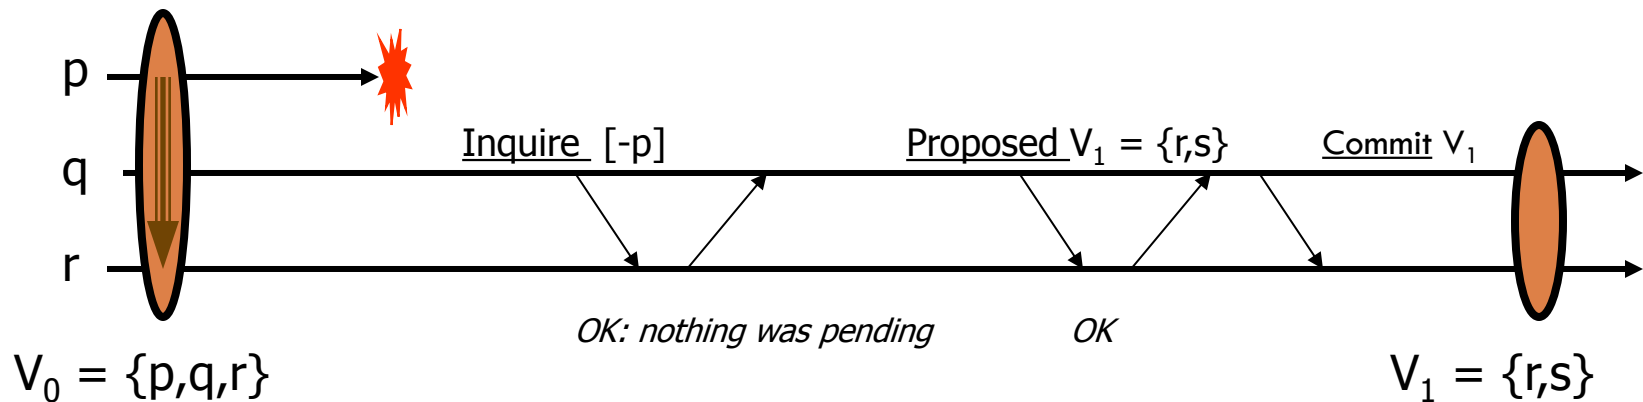 p
Inquire [-p]
Proposed V₁ = {r,s}
Commit V₁
q
r
OK: nothing was pending
OK
V₀ = {p,q,r}
V₁ = {r,s}